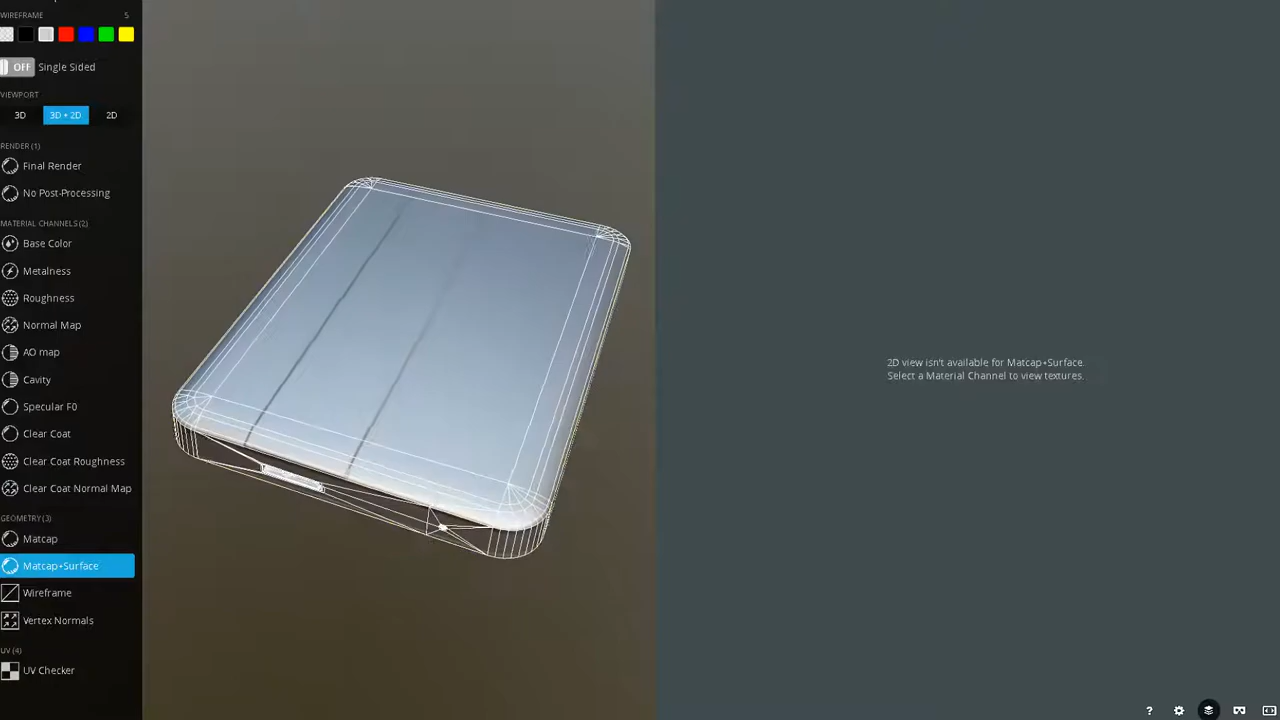 WIREFRAME 5
OFF Single Sided
VIEWPORT
3D 3D + 2D 2D
RENDER (1)
Final Render
No Post-Processing
MATERIAL CHANNELS (2)
Base Color
Metalness
Roughness
Normal Map
AO map
Cavity
Specular F0
Clear Coat
Clear Coat Roughness
Clear Coat Normal Map
GEOMETRY (3)
Matcap
Matcap+Surface
Wireframe
Vertex Normals
UV (4)
UV Checker
2D view isn't available for Matcap+Surface.
Select a Material Channel to view textures.
?